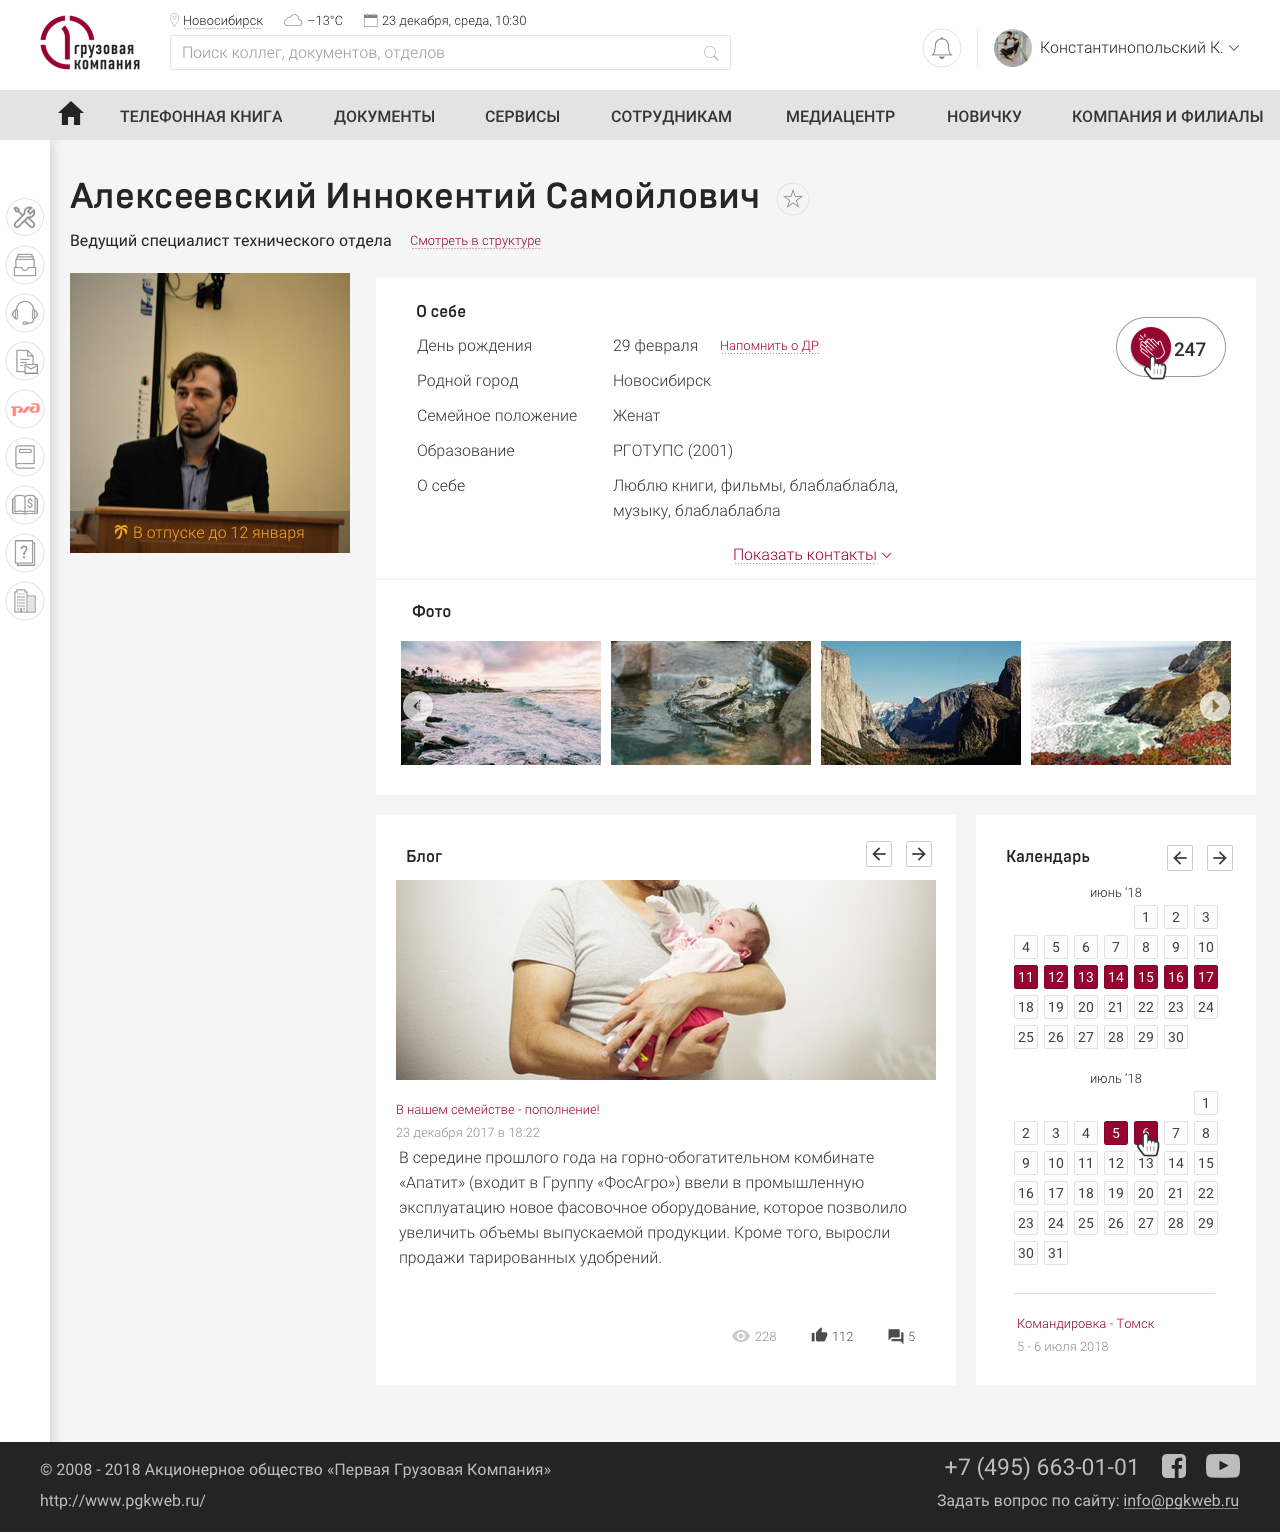 грузовая
компания
Новосибирск –13°C 23 декабря, среда, 10:30
Поиск коллег, документов, отделов
Константинопольский К.
ТЕЛЕФОННАЯ КНИГА ДОКУМЕНТЫ СЕРВИСЫ СОТРУДНИКАМ МЕДИАЦЕНТР НОВИЧКУ КОМПАНИЯ И ФИЛИАЛЫ
Алексеевский Иннокентий Самойлович
Ведущий специалист технического отдела Смотреть в структуре
В отпуске до 12 января
О себе
День рождения 29 февраля Напомнить о ДР
247
Родной город Новосибирск
Семейное положение Женат
Образование РГОТУПС (2001)
О себе Люблю книги, фильмы, блаблаблабла,
музыку, блаблаблабла
Показать контакты
Фото
Блог
В нашем семействе - пополнение!
23 декабря 2017 в 18:22
В середине прошлого года на горно-обогатительном комбинате
«Апатит» (входит в Группу «ФосАгро») ввели в промышленную
эксплуатацию новое фасовочное оборудование, которое позволило
увеличить объемы выпускаемой продукции. Кроме того, выросли
продажи тарированных удобрений.
228 112 5
Календарь
июнь ‘18
1 2 3
4 5 6 7 8 9 10
11 12 13 14 15 16 17
18 19 20 21 22 23 24
25 26 27 28 29 30
июль ‘18
1
2 3 4 5 6 7 8
9 10 11 12 13 14 15
16 17 18 19 20 21 22
23 24 25 26 27 28 29
30 31
Командировка - Томск
5 - 6 июля 2018
© 2008 - 2018 Акционерное общество «Первая Грузовая Компания»
http://www.pgkweb.ru/
+7 (495) 663-01-01
Задать вопрос по сайту: info@pgkweb.ru